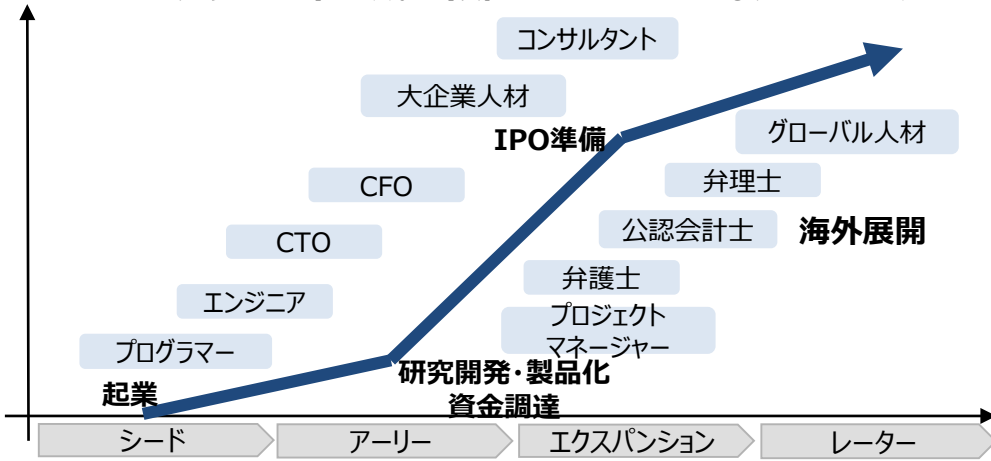 コンサルタント
大企業人材
IPO準備
グローバル人材
CFO
弁理士
CTO
公認会計士
海外展開
エンジニア
弁護士
プロジェクト
マネージャー
プログラマー
起業
研究開発・製品化
資金調達
シード
アーリー
エクスパンション
レーター